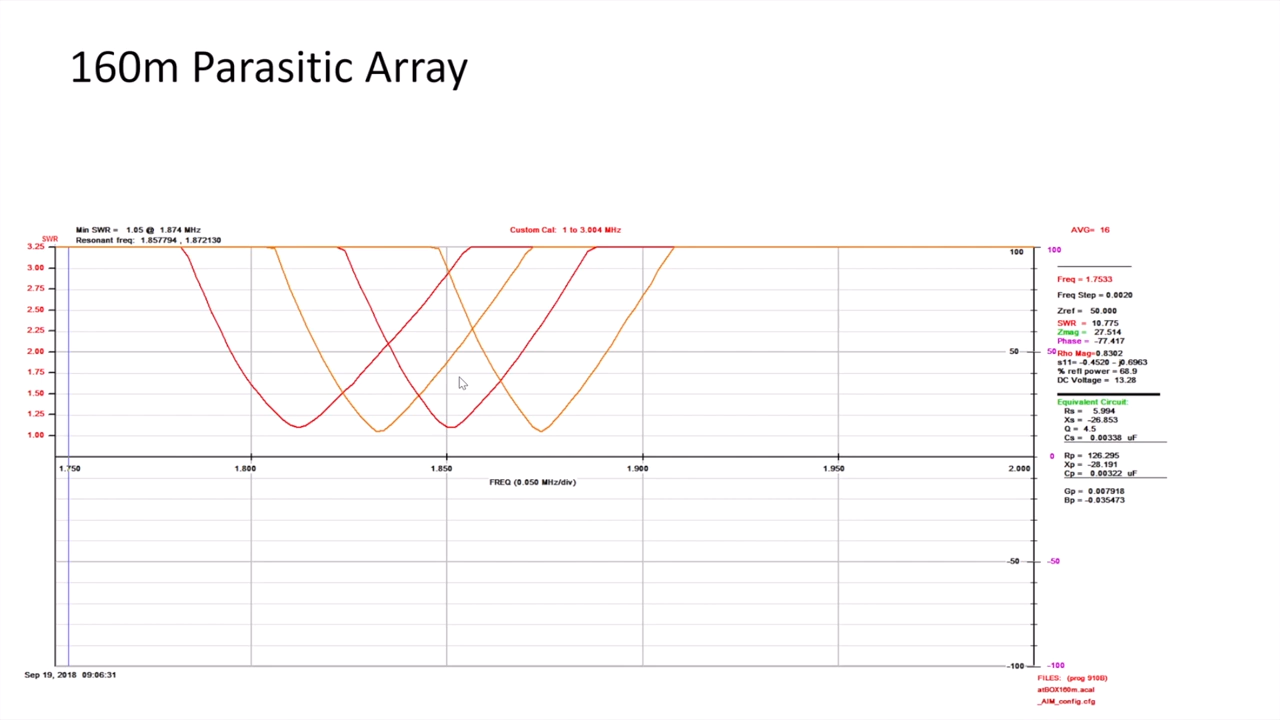 160m Parasitic Array
Min SWR = 1.05 @ 1.874 MHz
Resonant freq: 1.857794 , 1.872130
Custom Cal: 1 to 3.004 MHz
AVG= 16
SWR
3.25
3.00
2.75
2.50
2.25
2.00
1.75
1.50
1.25
1.00
100
50
-50
-100
100
50
0
-50
-100
1.750
1.800
1.850
1.900
1.950
2.000
FREQ (0.050 MHz/div)
Freq = 1.7533
Freq Step = 0.0020
Zref = 50.000
SWR = 10.775
Zmag = 27.514
Phase = -77.417
Rho Mag=0.8302
s11= -0.4520 - j0.6963
% refl power = 68.9
DC Voltage = 13.28
Equivalent Circuit:
Rs = 5.994
Xs = -26.853
Q = 4.5
Cs = 0.00338 uF
Rp = 126.295
Xp = -28.191
Cp = 0.00322 uF
Gp = 0.007918
Bp = -0.035473
Sep 19, 2018 09:06:31
FILES: (prog 910B)
atBOX160m.acal
_AIM_config.cfg